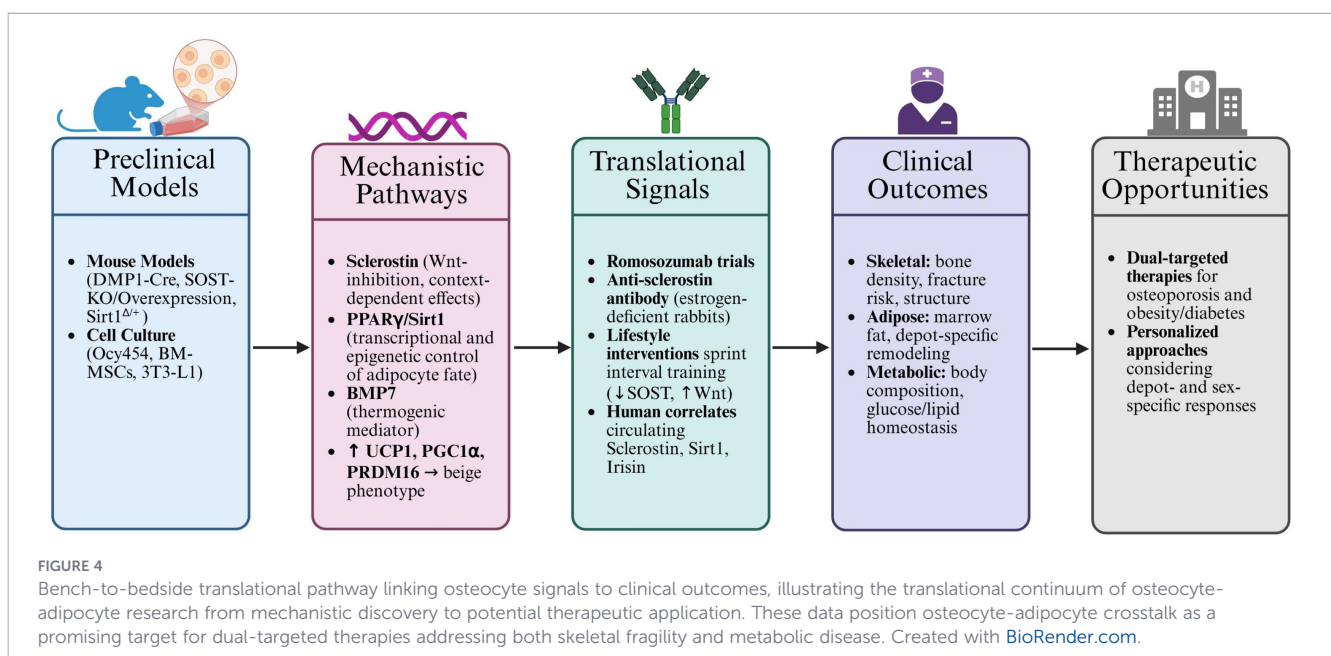 H
Preclinical
Models
• Mouse Models
(DMP1-Cre, SOST-
KO/Overexpression,
Sirt1Δ/+)
• Cell Culture
(Ocy454, BM-
MSCs, 3T3-L1)
Mechanistic
Pathways
• Sclerostin (Wnt-
inhibition, context-
dependent effects)
• PPARγ/Sirt1
(transcriptional and
epigenetic control
of adipocyte fate)
• BMP7
(thermogenic
mediator)
• ↑ UCP1, PGC1α,
PRDM16 → beige
phenotype
Translational
Signals
• Romosozumab trials
• Anti-sclerostin
antibody (estrogen-
deficient rabbits)
• Lifestyle
interventions sprint
interval training
(↓SOST, ↑Wnt)
• Human correlates
circulating
Sclerostin, Sirt1,
Irisin
Clinical
Outcomes
• Skeletal: bone
density, fracture
risk, structure
• Adipose: marrow
fat, depot-specific
remodeling
• Metabolic: body
composition,
glucose/lipid
homeostasis
Therapeutic
Opportunities
• Dual-targeted
therapies for
osteoporosis and
obesity/diabetes
• Personalized
approaches
considering
depot- and sex-
specific responses
FIGURE 4
Bench-to-bedside translational pathway linking osteocyte signals to clinical outcomes, illustrating the translational continuum of osteocyte-
adipocyte research from mechanistic discovery to potential therapeutic application. These data position osteocyte-adipocyte crosstalk as a
promising target for dual-targeted therapies addressing both skeletal fragility and metabolic disease. Created with BioRender.com.